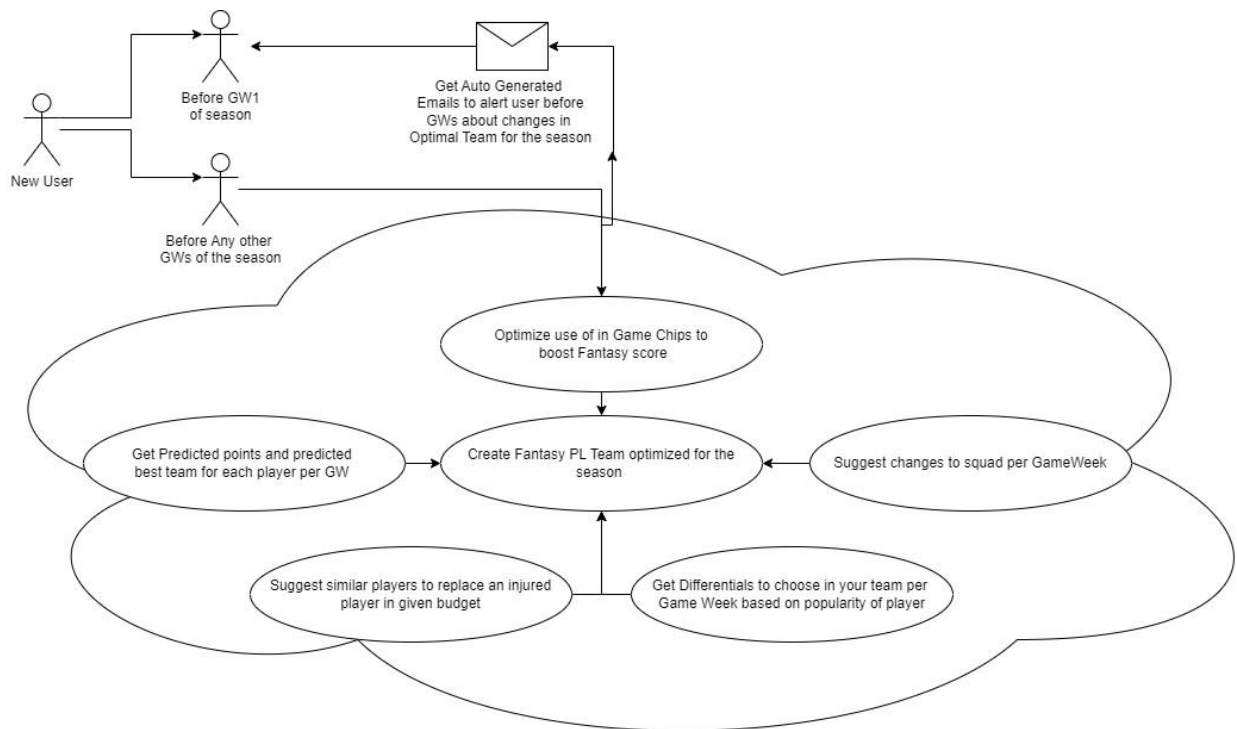 Before GW1
of season
Get Auto Generated
Emails to alert user before
GWs about changes in
Optimal Team for the season
New User
Before Any other
GWs of the season
Optimize use of in Game Chips to
boost Fantasy score
Get Predicted points and predicted
best team for each player per GW
Create Fantasy PL Team optimized for the
season
Suggest changes to squad per GameWeek
Suggest similar players to replace an injured
player in given budget
Get Differentials to choose in your team per
Game Week based on popularity of player